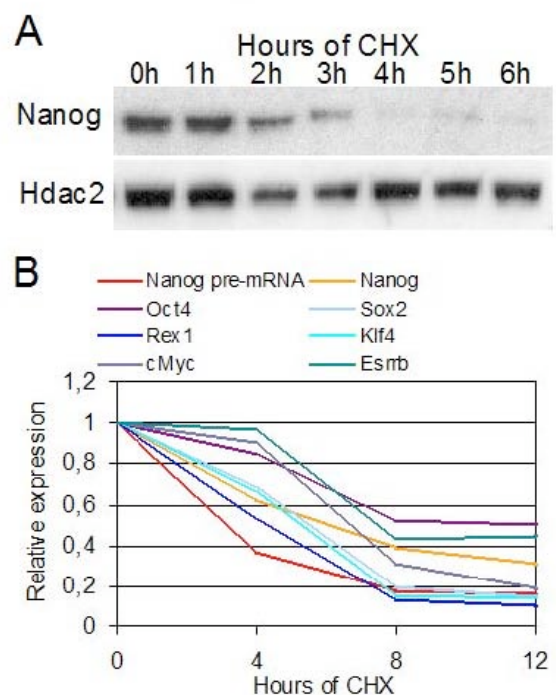 A
Hours of CHX
0h 1h 2h 3h 4h 5h 6h
Nanog
Hdac2
B
Nanog pre-mRNA Nanog
Oct4 Sox2
Rex1 Klf4
cMyc Esrrb
1,2
1
0,8
0,6
0,4
0,2
0
Relative expression
0 4 8 12
Hours of CHX